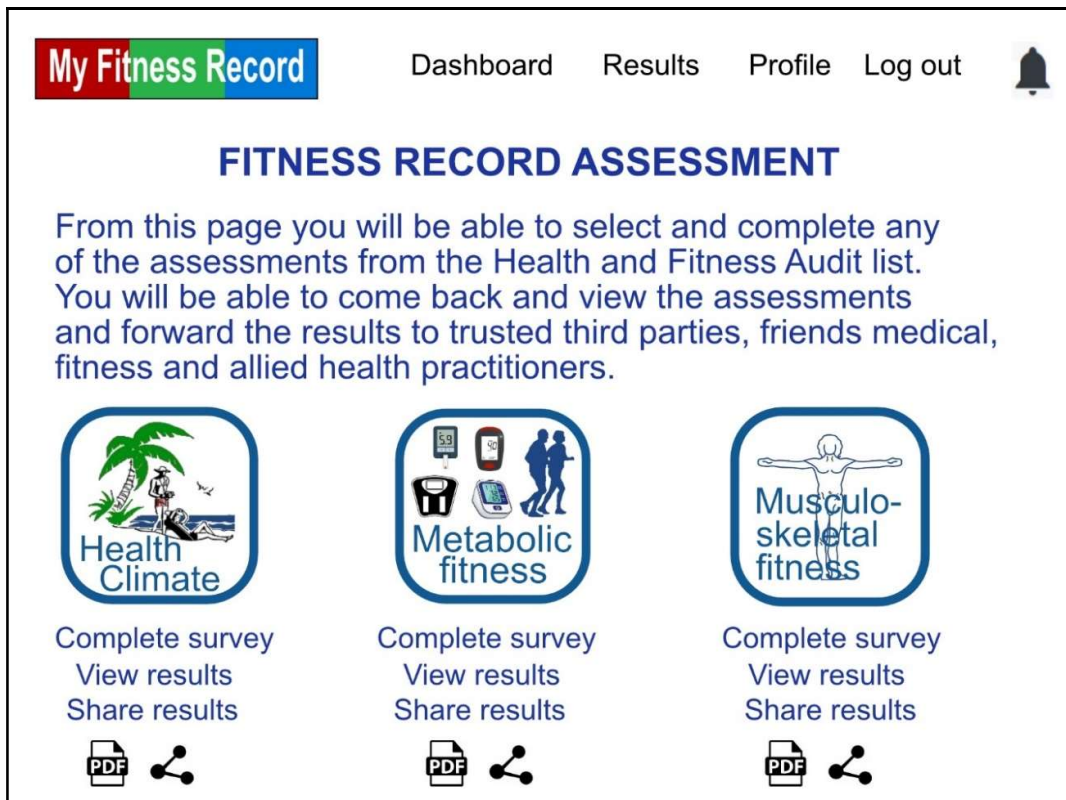 My Fitness Record
Dashboard Results Profile Log out
FITNESS RECORD ASSESSMENT
From this page you will be able to select and complete any
of the assessments from the Health and Fitness Audit list.
You will be able to come back and view the assessments
and forward the results to trusted third parties, friends medical,
fitness and allied health practitioners.
Health
Climate
5.9
90
Metabolic
fitness
Musculo-
skeletal
fitness
Complete survey Complete survey Complete survey
View results View results View results
Share results Share results Share results
PDF PDF PDF